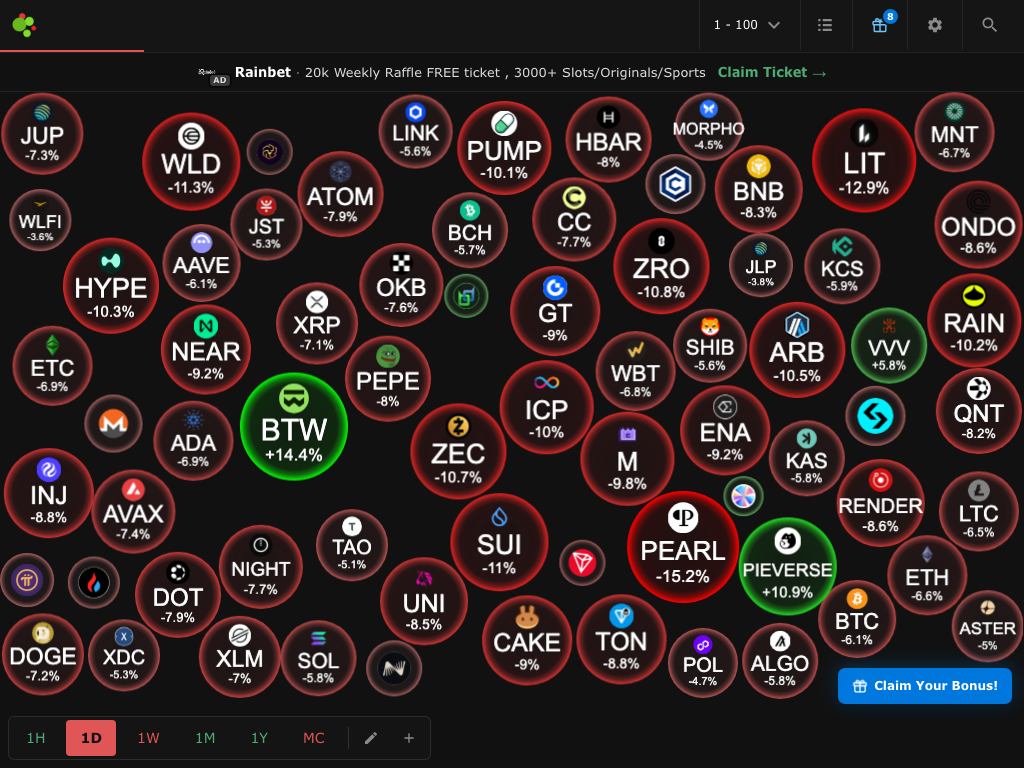 1 - 100
8
AD
Rainbet · 20k Weekly Raffle FREE ticket , 3000+ Slots/Originals/Sports
Claim Ticket →
JUP
-7.3%
WLD
-11.3%
LINK
-5.6%
PUMP
-10.1%
HBAR
-8%
MORPHO
-4.5%
LIT
-12.9%
MNT
-6.7%
ATOM
-7.9%
BNB
-8.3%
WLFI
-3.6%
JST
-5.3%
BCH
-5.7%
CC
-7.7%
ONDO
-8.6%
HYPE
-10.3%
AAVE
-6.1%
OKB
-7.6%
ZRO
-10.8%
JLP
-3.8%
KCS
-5.9%
XRP
-7.1%
GT
-9%
RAIN
-10.2%
ETC
-6.9%
NEAR
-9.2%
PEPE
-8%
WBT
-6.8%
SHIB
-5.6%
ARB
-10.5%
VVV
+5.8%
BTW
+14.4%
ICP
-10%
ENA
-9.2%
QNT
-8.2%
ADA
-6.9%
ZEC
-10.7%
M
-9.8%
KAS
-5.8%
INJ
-8.8%
AVAX
-7.4%
RENDER
-8.6%
LTC
-6.5%
TAO
-5.1%
SUI
-11%
PEARL
-15.2%
PIEVERSE
+10.9%
NIGHT
-7.7%
ETH
-6.6%
DOT
-7.9%
UNI
-8.5%
BTC
-6.1%
DOGE
-7.2%
XDC
-5.3%
XLM
-7%
SOL
-5.8%
CAKE
-9%
TON
-8.8%
POL
-4.7%
ALGO
-5.8%
ASTER
-5%
Claim Your Bonus!
1H
1D
1W
1M
1Y
MC